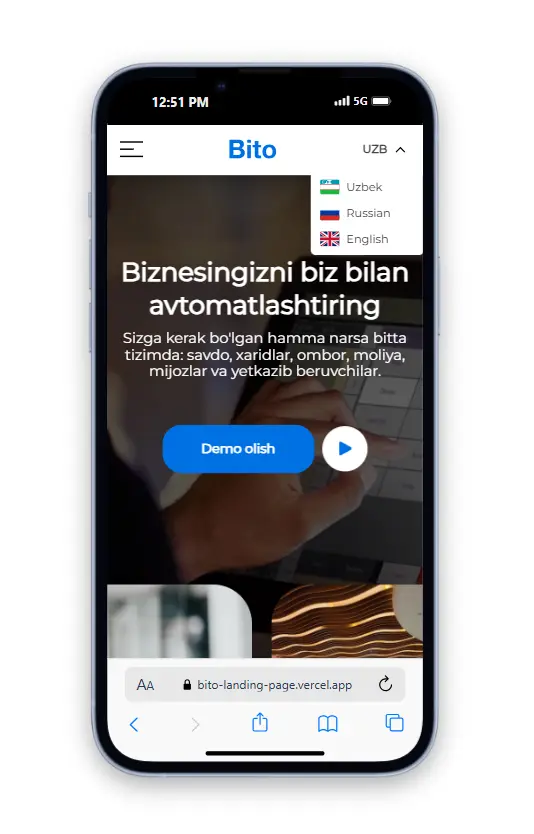 12:51 PM
5G
Bito
UZB
Uzbek
Russian
English
Biznesingizni biz bilan
avtomatlashtiring
Sizga kerak bo'lgan hamma narsa bitta
tizimda: savdo, xaridlar, ombor, moliya,
mijozlar va yetkazib beruvchilar.
Demo olish
AA
bito-landing-page.vercel.app